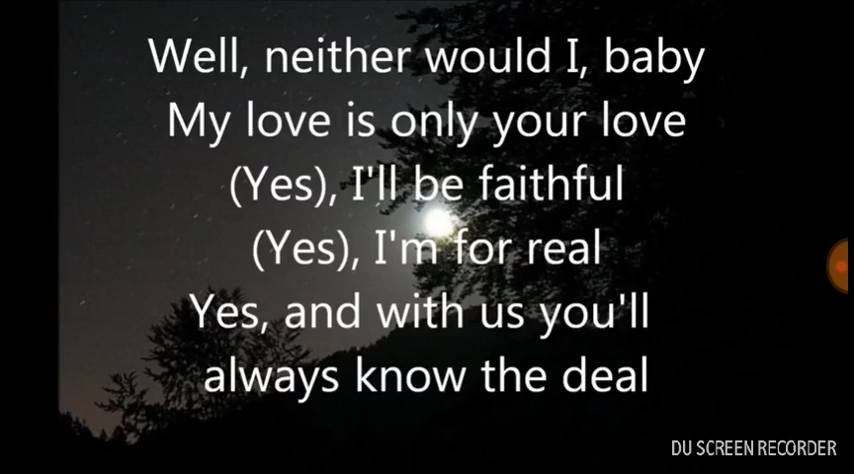 Well, neither would I, baby
My love is only your love
(Yes), I'll be faithful
(Yes), I'm for real
Yes, and with us you'll
always know the deal
DU SCREEN RECORDER